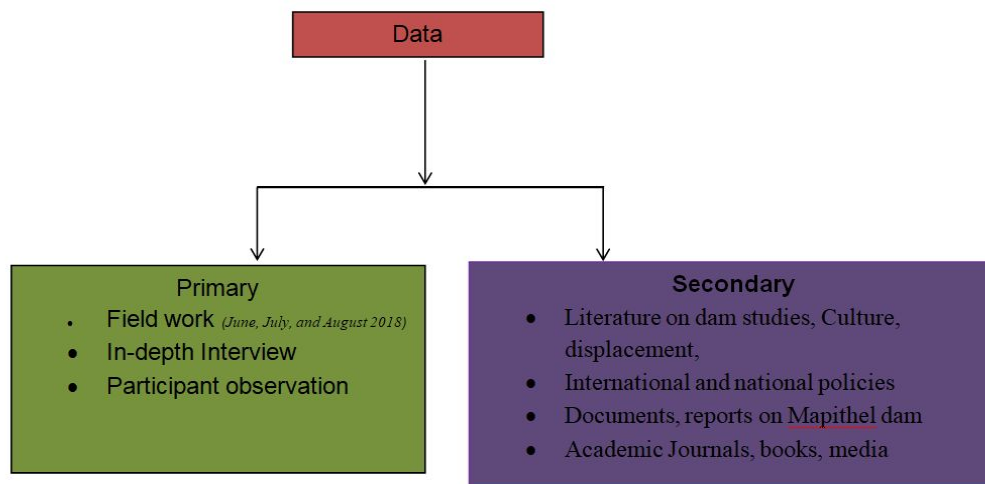 Data
Primary
• Field work (June, July, and August 2018)
• In-depth Interview
• Participant observation
Secondary
• Literature on dam studies, Culture,
displacement,
• International and national policies
• Documents, reports on Mapithel dam
• Academic Journals, books, media